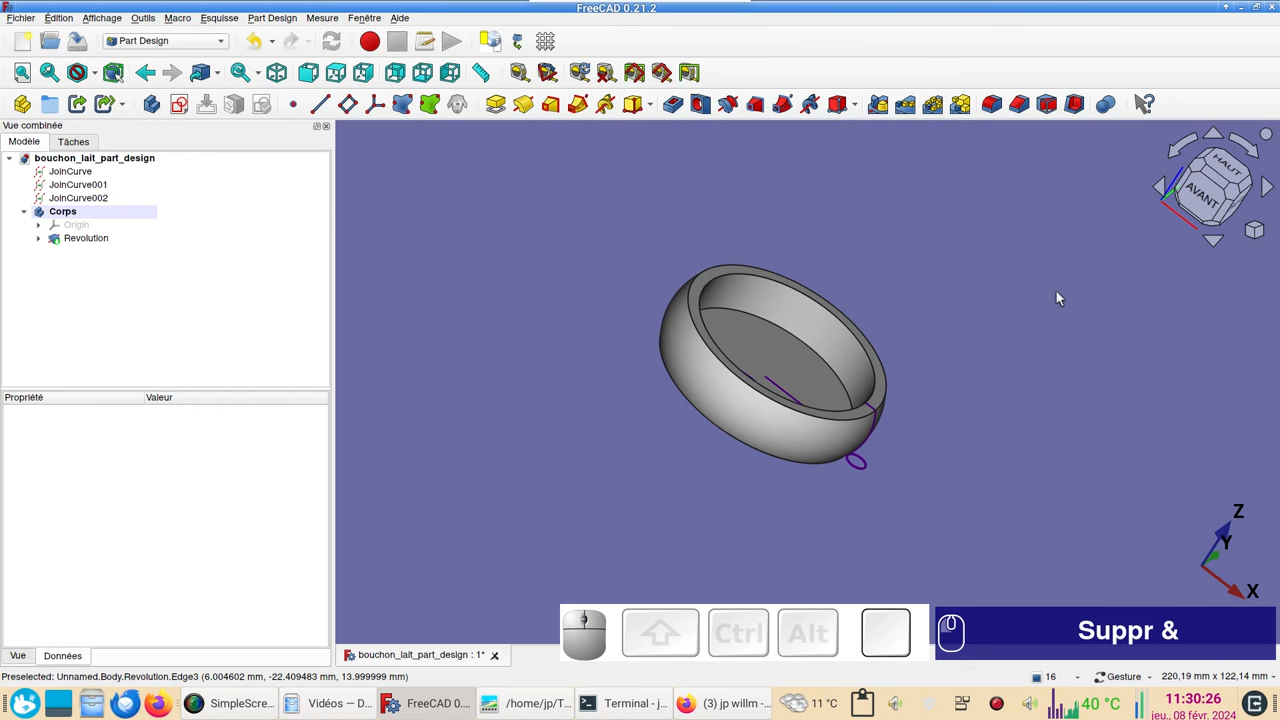 FreeCAD 0.21.2
Fichier Édition Affichage Outils Macro Esquisse Part Design Mesure Fenêtre Aide
Part Design
Vue combinée
Modèle Tâches
bouchon_lait_part_design
JoinCurve
JoinCurve001
JoinCurve002
Corps
Origin
Revolution
HAUT
AVANT
Propriété Valeur
Z
Y
X
Ctrl Alt
Suppr &
Vue Données
bouchon_lait_part_design : 1*
Preselected: Unnamed.Body.Revolution.Edge3 (6.004602 mm, -22.409483 mm, 13.999999 mm)
16 Gesture 220,19 mm x 122,14 mm
SimpleScre... Vidéos — D... FreeCAD 0.... /home/jp/T... Terminal - j... (3) jp willm -... 11 °C 40 °C
11:30:26
jeu., 08 févr. 2024